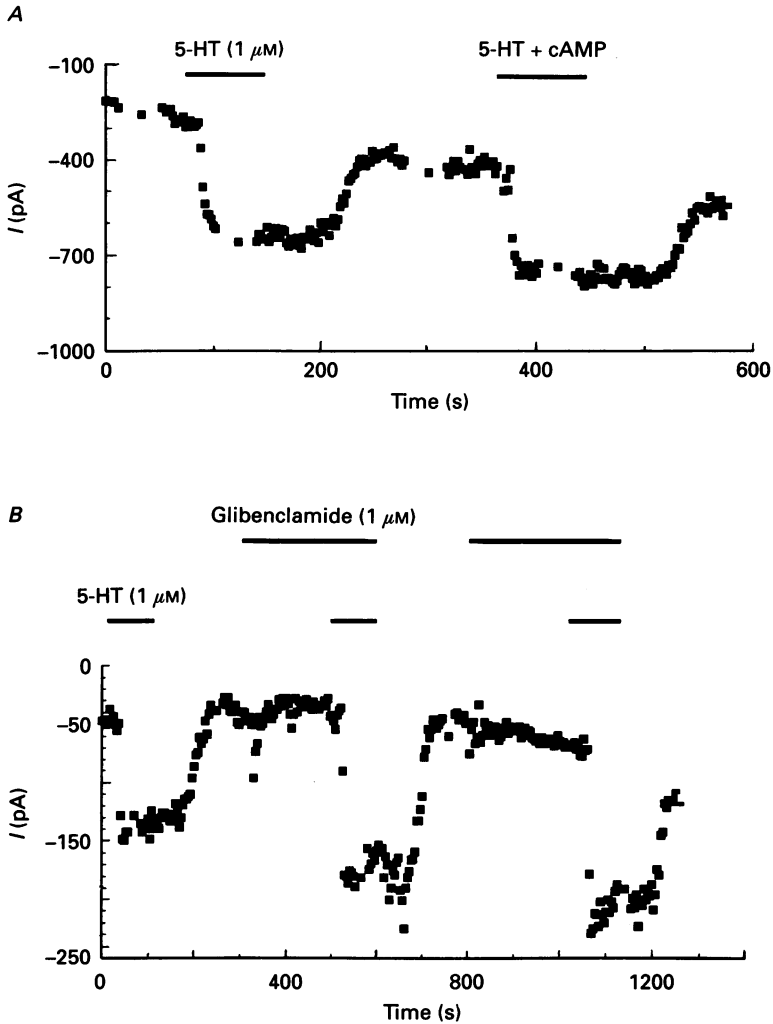 A
5-HT (1 μM)
5-HT + cAMP
−100
−400
−700
−1000
I (pA)
200
400
600
Time (s)
B
Glibenclamide (1 μM)
5-HT (1 μM)
0
−50
−150
−250
I (pA)
0
400
800
1200
Time (s)